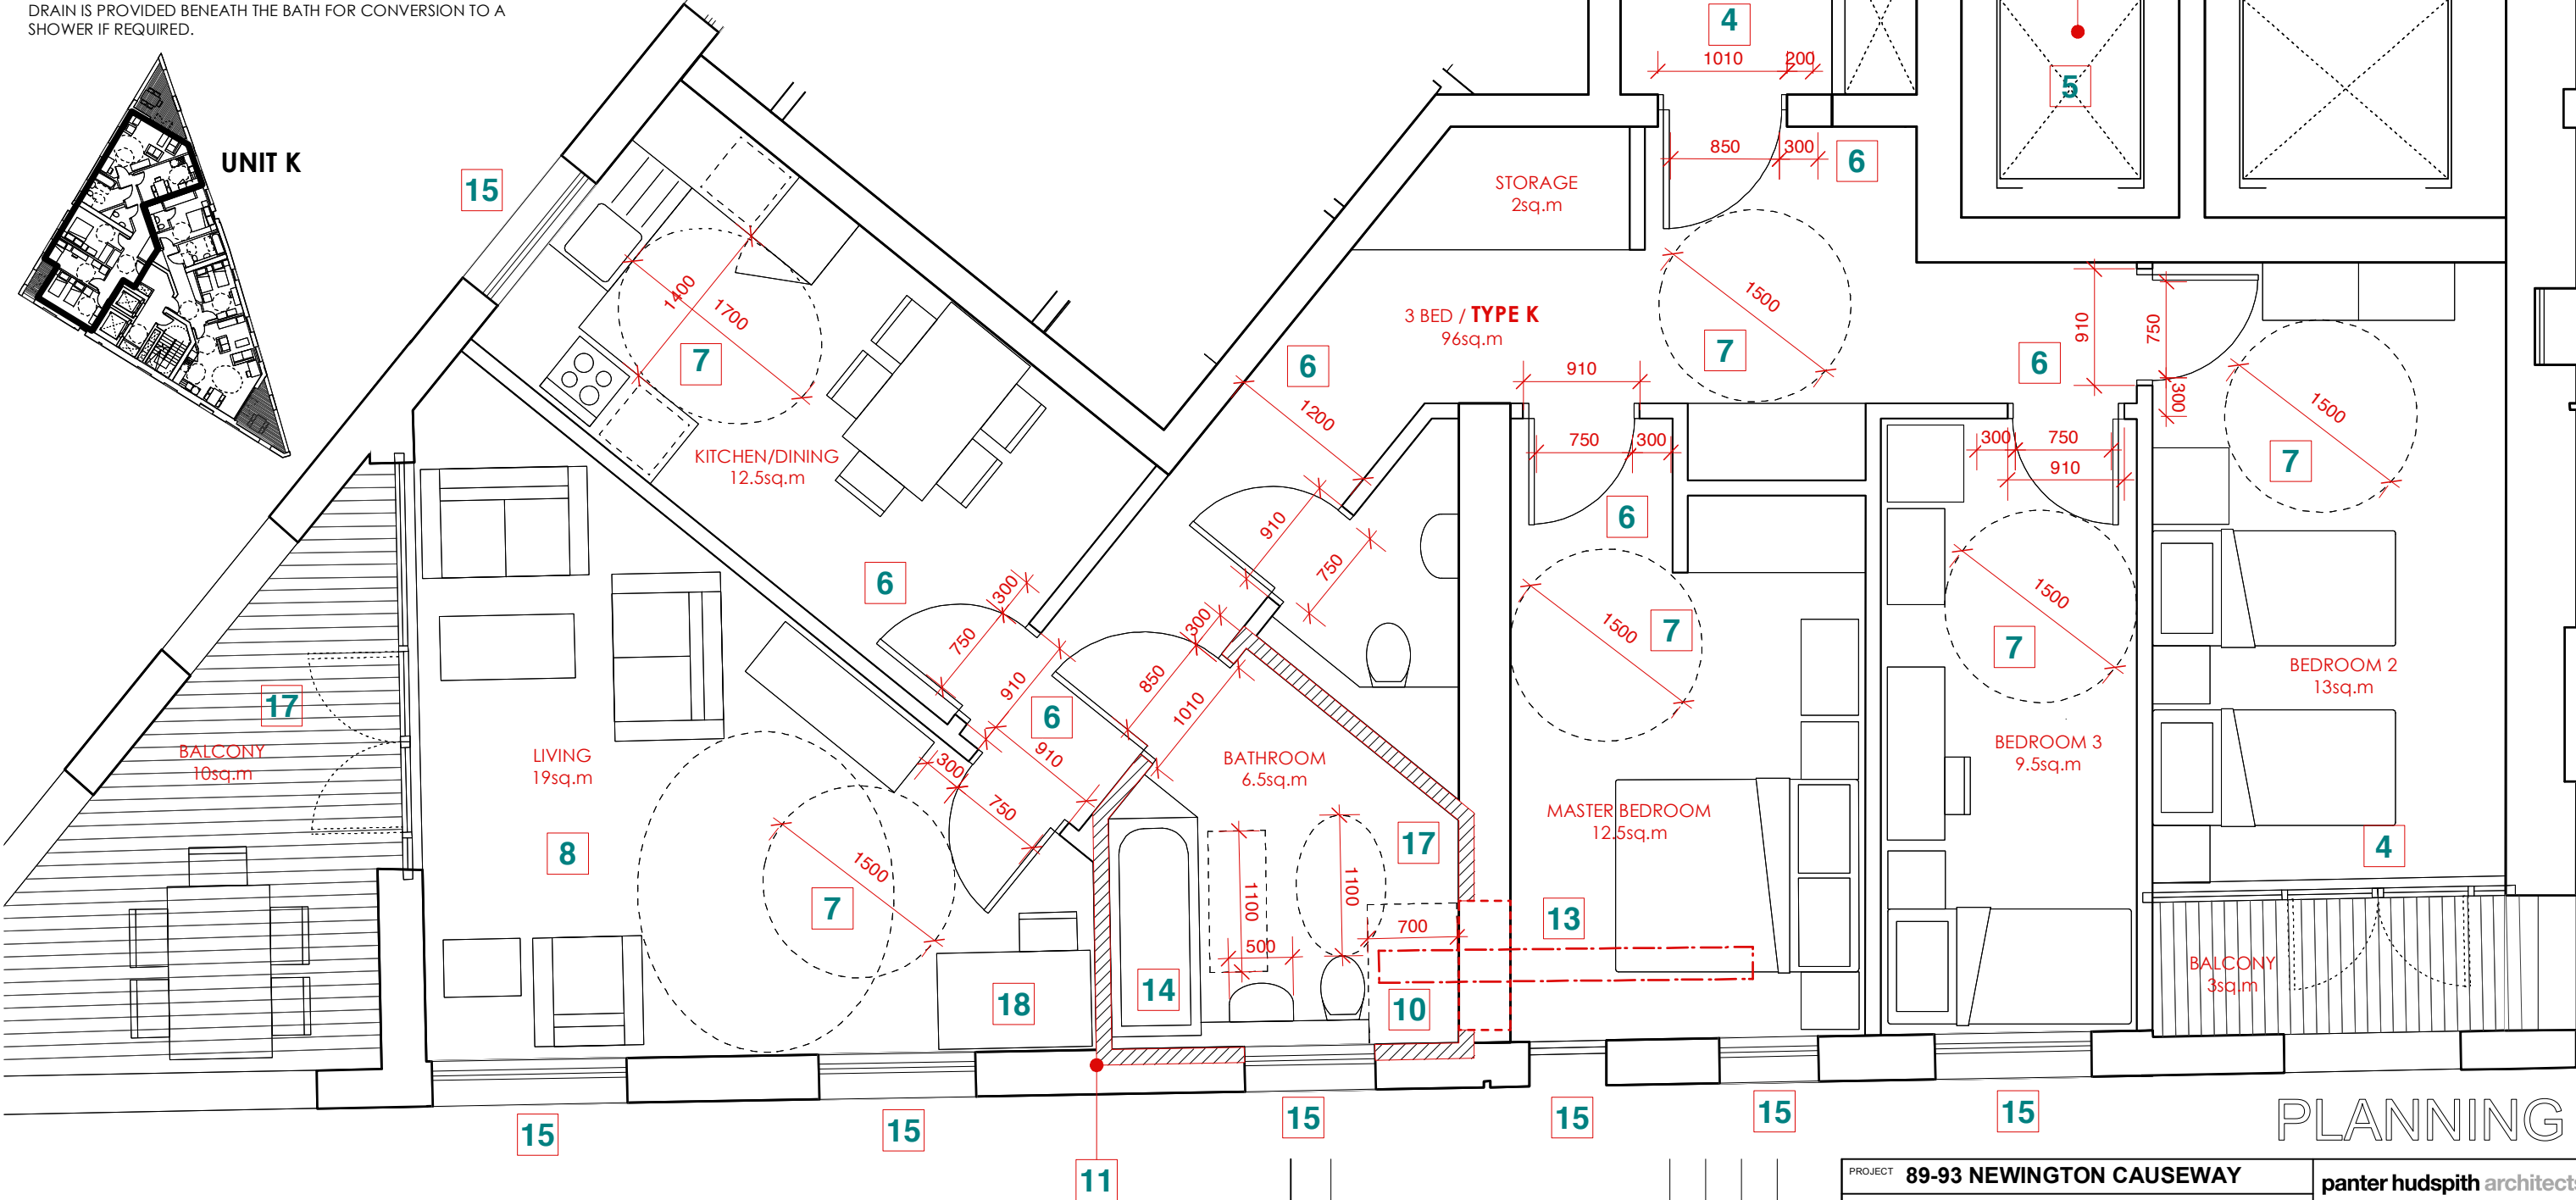 DRAIN IS PROVIDED BENEATH THE BATH FOR CONVERSION TO A
SHOWER IF REQUIRED.
UNIT K
15
4
1010
200
5
850
300
6
STORAGE
2sq.m
1400
1700
7
3 BED / TYPE K
96sq.m
1500
7
6
1200
910
6
910
750
300
1500
7
KITCHEN/DINING
12.5sq.m
750
300
300
750
910
6
910
750
6
300
750
910
6
910
300
850
1010
300
750
1500
7
1500
7
BEDROOM 2
13sq.m
17
BALCONY
10sq.m
LIVING
19sq.m
8
BATHROOM
6.5sq.m
BEDROOM 3
9.5sq.m
MASTER BEDROOM
12.5sq.m
17
4
1500
7
1100
1100
500
700
13
14
10
18
BALCONY
3sq.m
15
15
15
15
15
15
11
PLANNING
PROJECT 89-93 NEWINGTON CAUSEWAY
panter hudspith architect